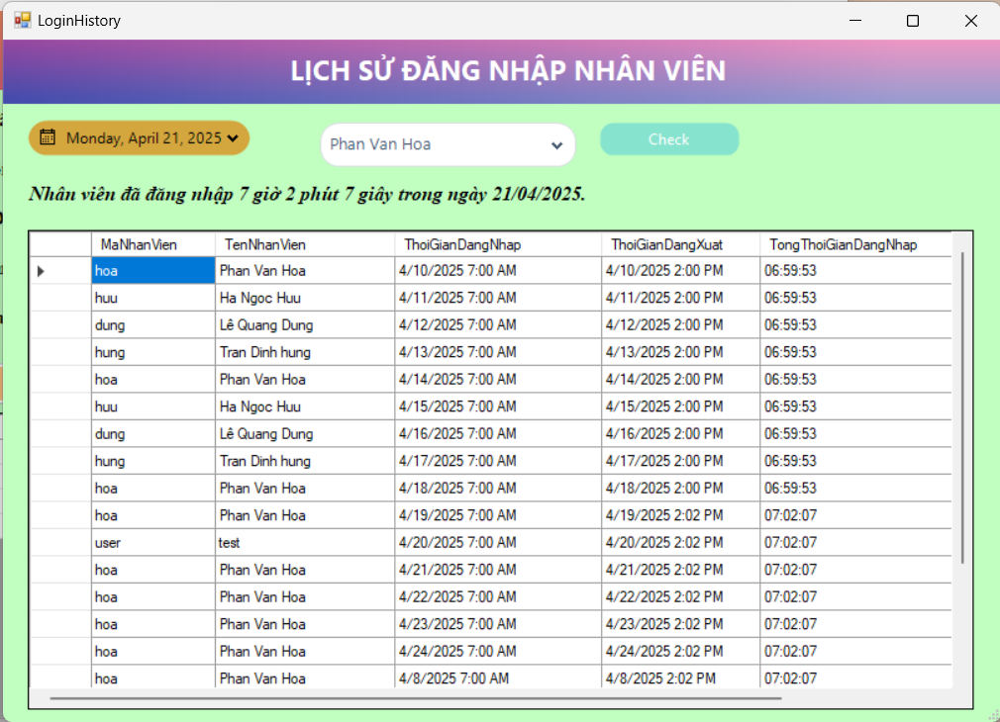 LoginHistory
LỊCH SỬ ĐĂNG NHẬP NHÂN VIÊN
Monday, April 21, 2025 Phan Van Hoa Check
Nhân viên đã đăng nhập 7 giờ 2 phút 7 giây trong ngày 21/04/2025.
MaNhanVien TenNhanVien ThoiGianDangNhap ThoiGianDangXuat TongThoiGianDangNhap
hoa Phan Van Hoa 4/10/2025 7:00 AM 4/10/2025 2:00 PM 06:59:53
huu Ha Ngoc Huu 4/11/2025 7:00 AM 4/11/2025 2:00 PM 06:59:53
dung Lê Quang Dung 4/12/2025 7:00 AM 4/12/2025 2:00 PM 06:59:53
hung Tran Dinh hung 4/13/2025 7:00 AM 4/13/2025 2:00 PM 06:59:53
hoa Phan Van Hoa 4/14/2025 7:00 AM 4/14/2025 2:00 PM 06:59:53
huu Ha Ngoc Huu 4/15/2025 7:00 AM 4/15/2025 2:00 PM 06:59:53
dung Lê Quang Dung 4/16/2025 7:00 AM 4/16/2025 2:00 PM 06:59:53
hung Tran Dinh hung 4/17/2025 7:00 AM 4/17/2025 2:00 PM 06:59:53
hoa Phan Van Hoa 4/18/2025 7:00 AM 4/18/2025 2:00 PM 06:59:53
hoa Phan Van Hoa 4/19/2025 7:00 AM 4/19/2025 2:02 PM 07:02:07
user test 4/20/2025 7:00 AM 4/20/2025 2:02 PM 07:02:07
hoa Phan Van Hoa 4/21/2025 7:00 AM 4/21/2025 2:02 PM 07:02:07
hoa Phan Van Hoa 4/22/2025 7:00 AM 4/22/2025 2:02 PM 07:02:07
hoa Phan Van Hoa 4/23/2025 7:00 AM 4/23/2025 2:02 PM 07:02:07
hoa Phan Van Hoa 4/24/2025 7:00 AM 4/24/2025 2:02 PM 07:02:07
hoa Phan Van Hoa 4/8/2025 7:00 AM 4/8/2025 2:02 PM 07:02:07